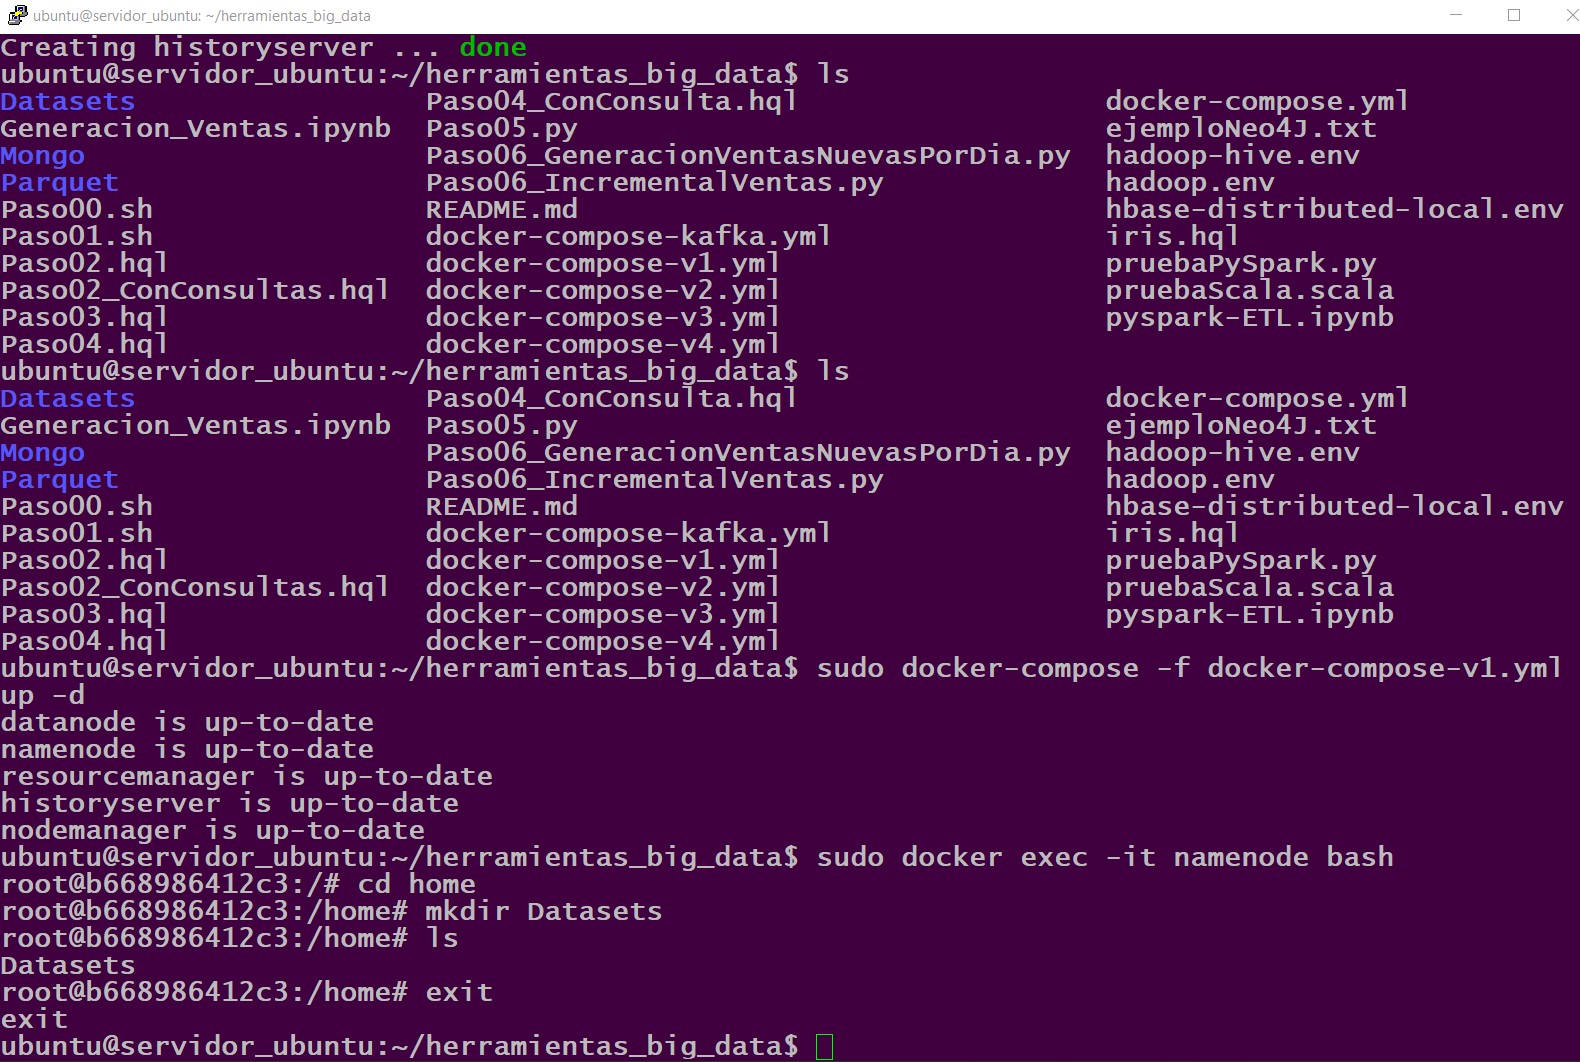 ubuntu@servidor_ubuntu: ~/herramientas_big_data
Creating historyserver ... done
ubuntu@servidor_ubuntu:~/herramientas_big_data$ ls
Datasets Paso04_ConConsulta.hql docker-compose.yml
Generacion_Ventas.ipynb Paso05.py ejemploNeo4J.txt
Mongo Paso06_GeneracionVentasNuevasPorDia.py hadoop-hive.env
Parquet Paso06_IncrementalVentas.py hadoop.env
Paso00.sh README.md hbase-distributed-local.env
Paso01.sh docker-compose-kafka.yml iris.hql
Paso02.hql docker-compose-v1.yml pruebaPySpark.py
Paso02_ConConsultas.hql docker-compose-v2.yml pruebaScala.scala
Paso03.hql docker-compose-v3.yml pyspark-ETL.ipynb
Paso04.hql docker-compose-v4.yml
ubuntu@servidor_ubuntu:~/herramientas_big_data$ ls
Datasets Paso04_ConConsulta.hql docker-compose.yml
Generacion_Ventas.ipynb Paso05.py ejemploNeo4J.txt
Mongo Paso06_GeneracionVentasNuevasPorDia.py hadoop-hive.env
Parquet Paso06_IncrementalVentas.py hadoop.env
Paso00.sh README.md hbase-distributed-local.env
Paso01.sh docker-compose-kafka.yml iris.hql
Paso02.hql docker-compose-v1.yml pruebaPySpark.py
Paso02_ConConsultas.hql docker-compose-v2.yml pruebaScala.scala
Paso03.hql docker-compose-v3.yml pyspark-ETL.ipynb
Paso04.hql docker-compose-v4.yml
ubuntu@servidor_ubuntu:~/herramientas_big_data$ sudo docker-compose -f docker-compose-v1.yml
up -d
datanode is up-to-date
namenode is up-to-date
resourcemanager is up-to-date
historyserver is up-to-date
nodemanager is up-to-date
ubuntu@servidor_ubuntu:~/herramientas_big_data$ sudo docker exec -it namenode bash
root@b668986412c3:/# cd home
root@b668986412c3:/home# mkdir Datasets
root@b668986412c3:/home# ls
Datasets
root@b668986412c3:/home# exit
exit
ubuntu@servidor_ubuntu:~/herramientas_big_data$